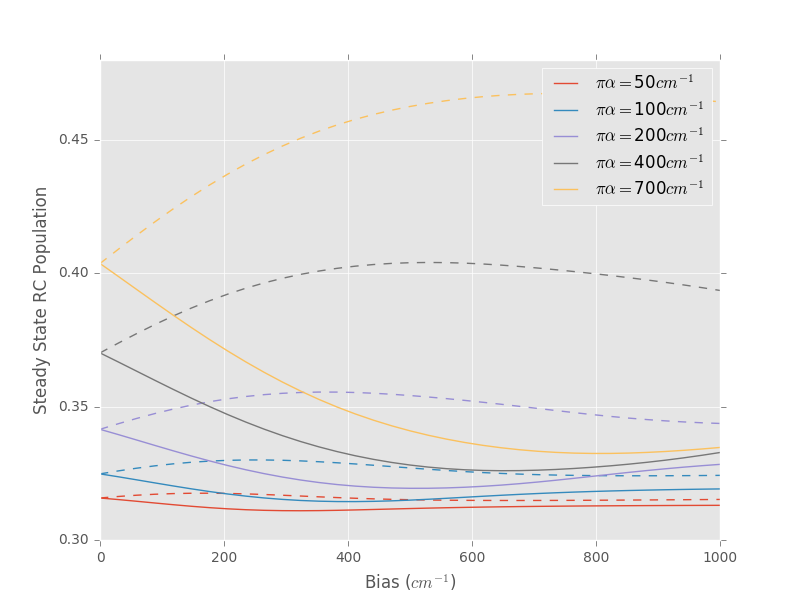 πα = 50cm⁻¹
πα = 100cm⁻¹
πα = 200cm⁻¹
πα = 400cm⁻¹
πα = 700cm⁻¹
Steady State RC Population
0.45
0.40
0.35
0.30
0 200 400 600 800 1000
Bias (cm⁻¹)